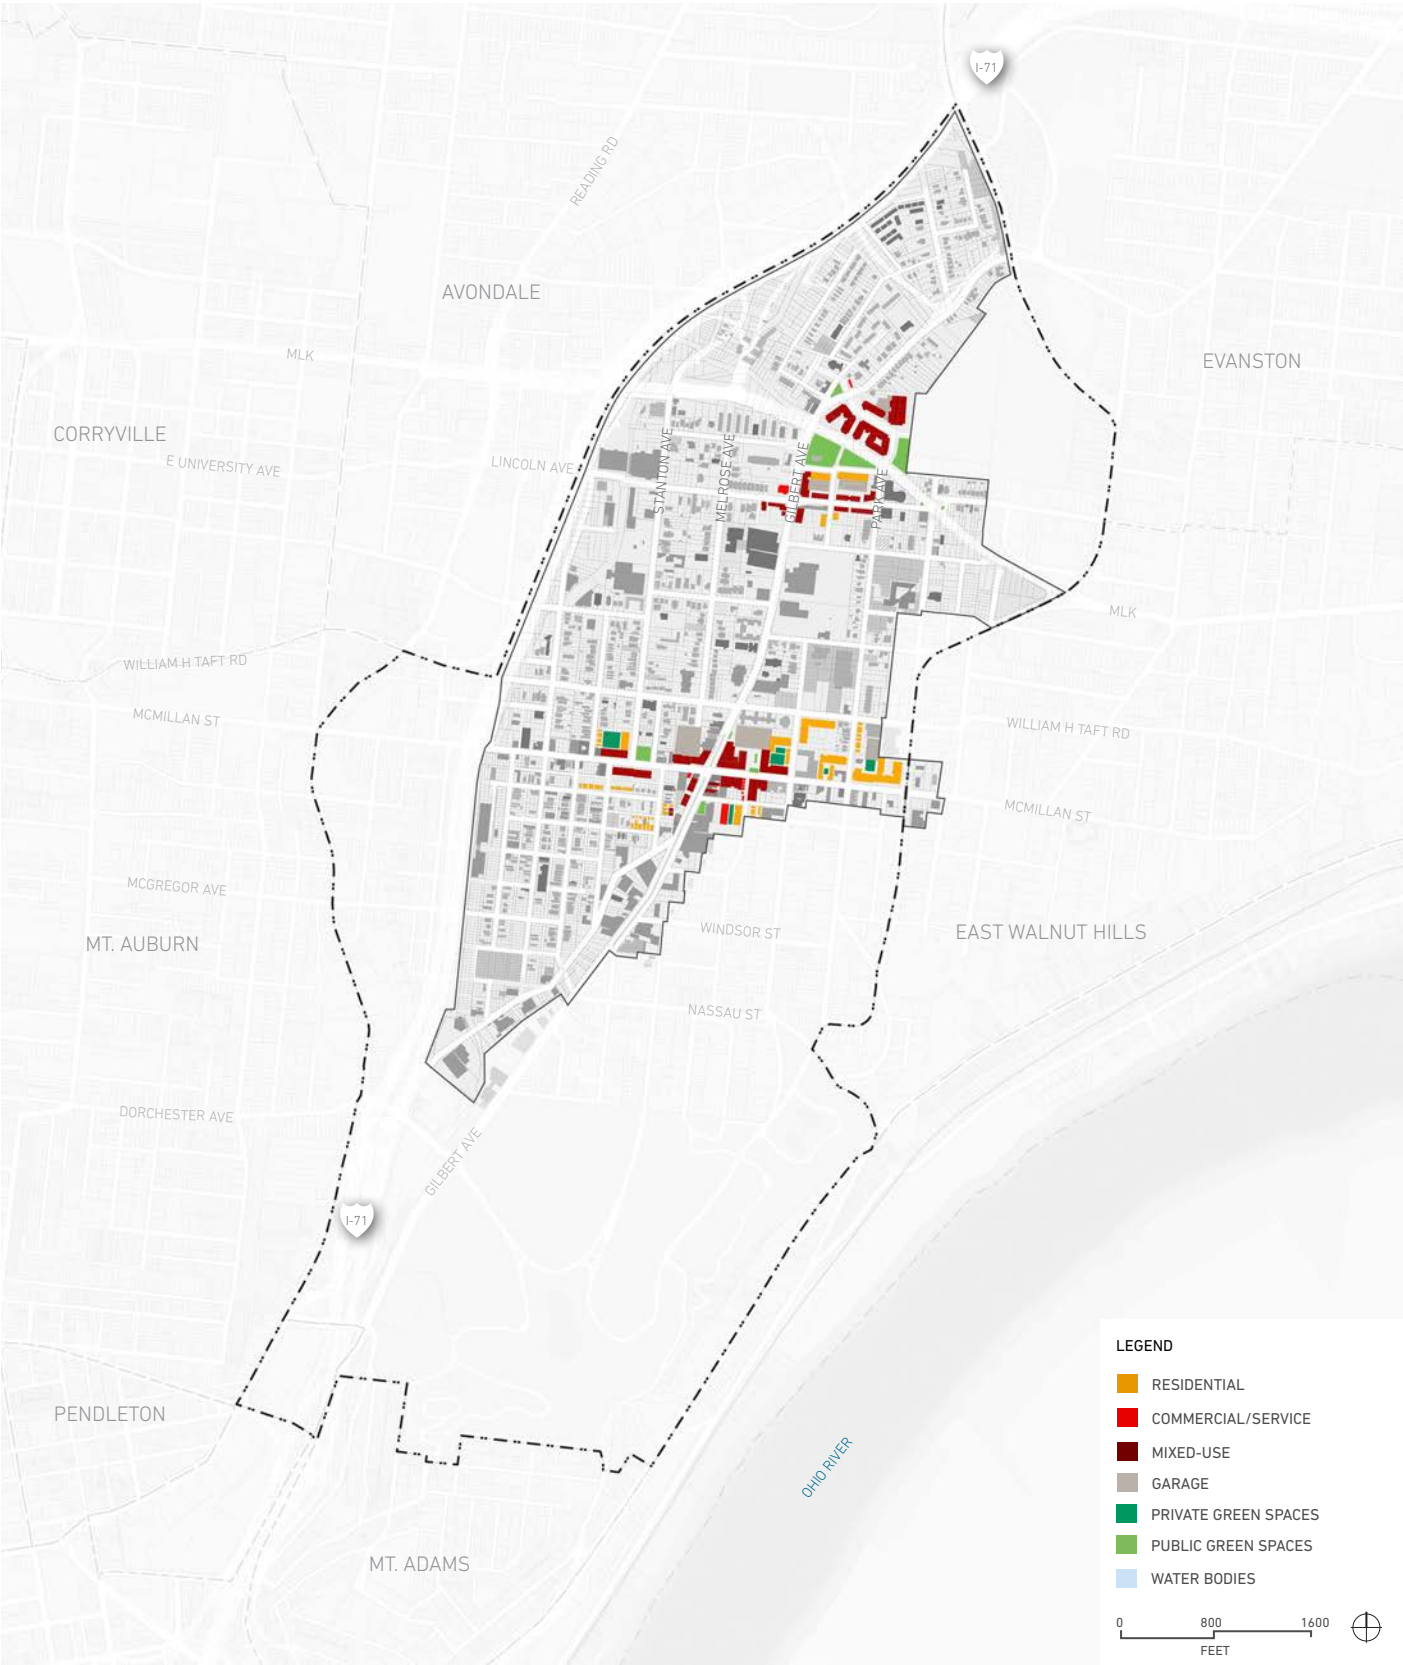 I-71
READING RD
AVONDALE
MLK
EVANSTON
CORRYVILLE
E UNIVERSITY AVE
LINCOLN AVE
STANTON AVE
MELROSE AVE
GILBERT AVE
PARK AVE
MLK
WILLIAM H TAFT RD
MCMILLAN ST
WILLIAM H TAFT RD
MCMILLAN ST
MCGREGOR AVE
MT. AUBURN
WINDSOR ST
EAST WALNUT HILLS
NASSAU ST
DORCHESTER AVE
GILBERT AVE
I-71
PENDLETON
OHIO RIVER
MT. ADAMS
LEGEND
RESIDENTIAL
COMMERCIAL/SERVICE
MIXED-USE
GARAGE
PRIVATE GREEN SPACES
PUBLIC GREEN SPACES
WATER BODIES
0 800 1600
FEET